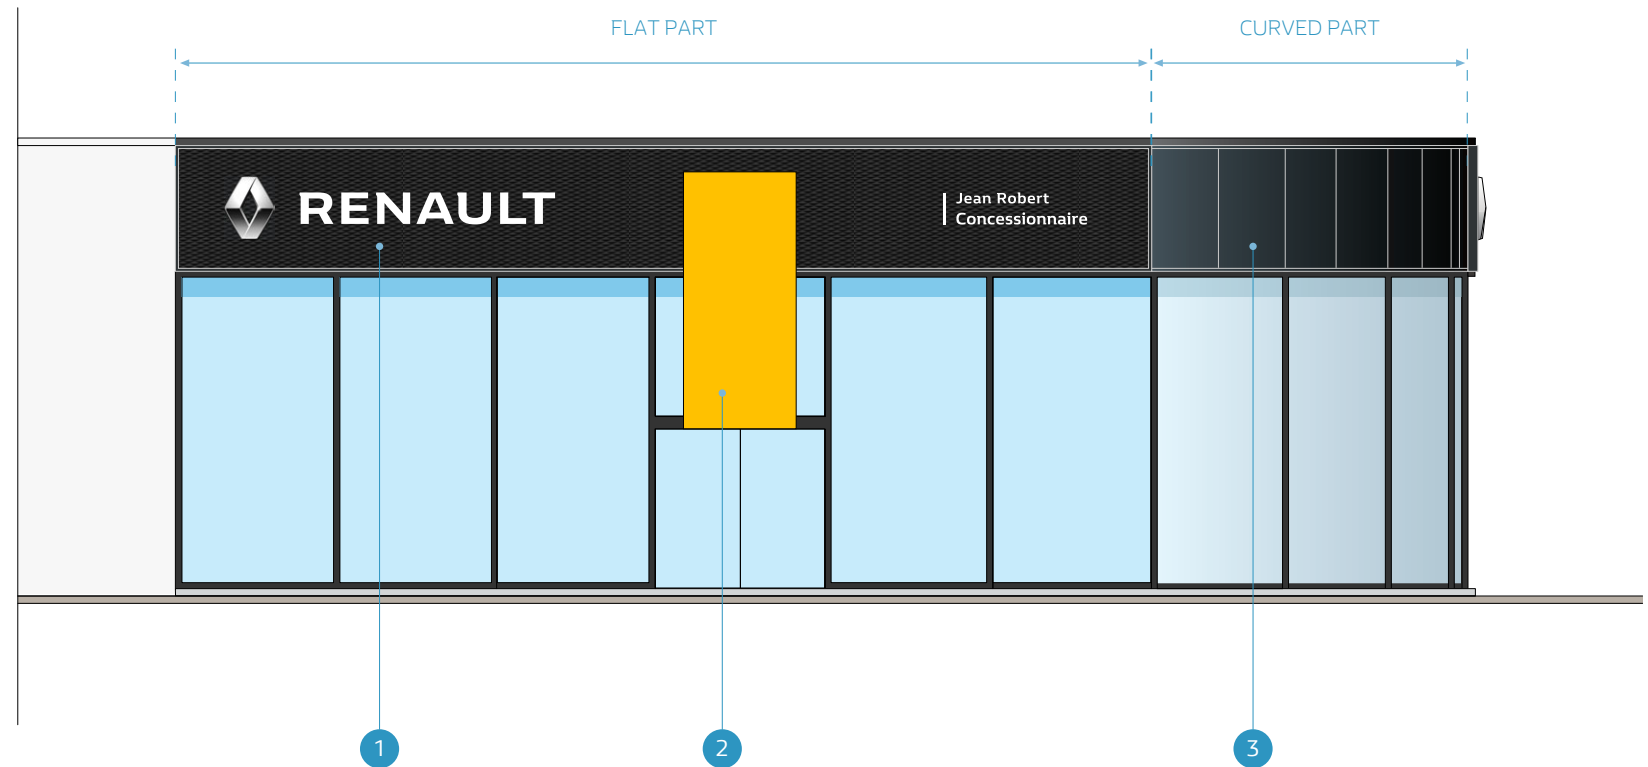 FLAT PART
CURVED PART
RENAULT
Jean Robert
Concessionnaire
1
2
3